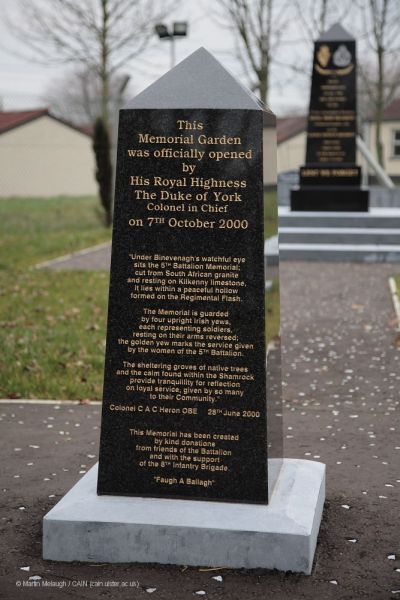 This
Memorial Garden
was officially opened
by
His Royal Highness
The Duke of York
Colonel in Chief
on 7TH October 2000
"Under Binevenagh's watchful eye
sits the 5TH Battalion Memorial;
cut from South African granite
and resting on Kilkenny limestone,
it lies within a peaceful hollow
formed on the Regimental Flash.
The Memorial is guarded
by four upright Irish yews,
each representing soldiers,
resting on their arms reversed;
the golden yew marks the service given
by the women of the 5TH Battalion.
The sheltering groves of native trees
and the calm found within the Shamrock
provide tranquillity for reflection
on loyal service, given by so many
to their Community."
Colonel C A C Heron OBE 28TH June 2000
This Memorial has been created
by kind donations
from friends of the Battalion
and with the support
of the 8TH Infantry Brigade.
"Faugh A Ballagh"
© Martin Melaugh / CAIN (cain.ulster.ac.uk)